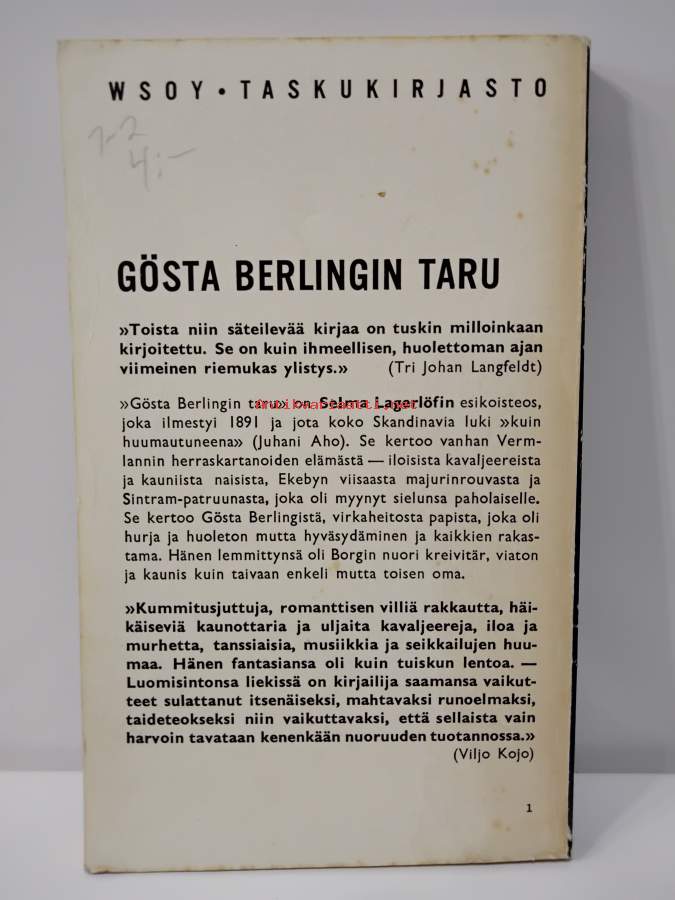 WSOY • TASKUKIRJASTO
4:-
GÖSTA BERLINGIN TARU
»Toista niin säteilevää kirjaa on tuskin milloinkaan
kirjoitettu. Se on kuin ihmeellisen, huolettoman ajan
viimeinen riemukas ylistys.» (Tri Johan Langfeldt)
»Gösta Berlingin taru» on Selma Lagerlöfin esikoisteos,
joka ilmestyi 1891 ja jota koko Skandinavia luki »kuin
huumautuneena» (Juhani Aho). Se kertoo vanhan Verm-
lannin herraskartanoiden elämästä — iloisista kavaljeereista
ja kauniista naisista, Ekebyn viisaasta majurinrouvasta ja
Sintram-patruunasta, joka oli myynyt sielunsa paholaiselle.
Se kertoo Gösta Berlingistä, virkaheitosta papista, joka oli
hurja ja huoleton mutta hyväsydäminen ja kaikkien rakas-
tama. Hänen lemmittynsä oli Borgin nuori kreivitär, viaton
ja kaunis kuin taivaan enkeli mutta toisen oma.
»Kummitusjuttuja, romanttisen villiä rakkautta, häi-
käiseviä kaunottaria ja uljaita kavaljeereja, iloa ja
murhetta, tanssiaisia, musiikkia ja seikkailujen huu-
maa. Hänen fantasiansa oli kuin tuiskun lentoa. —
Luomisintonsa liekissä on kirjailija saamansa vaikut-
teet sulattanut itsenäiseksi, mahtavaksi runoelmaksi,
taideteokseksi niin vaikuttavaksi, että sellaista vain
harvoin tavataan kenenkään nuoruuden tuotannossa.»
(Viljo Kojo)
1